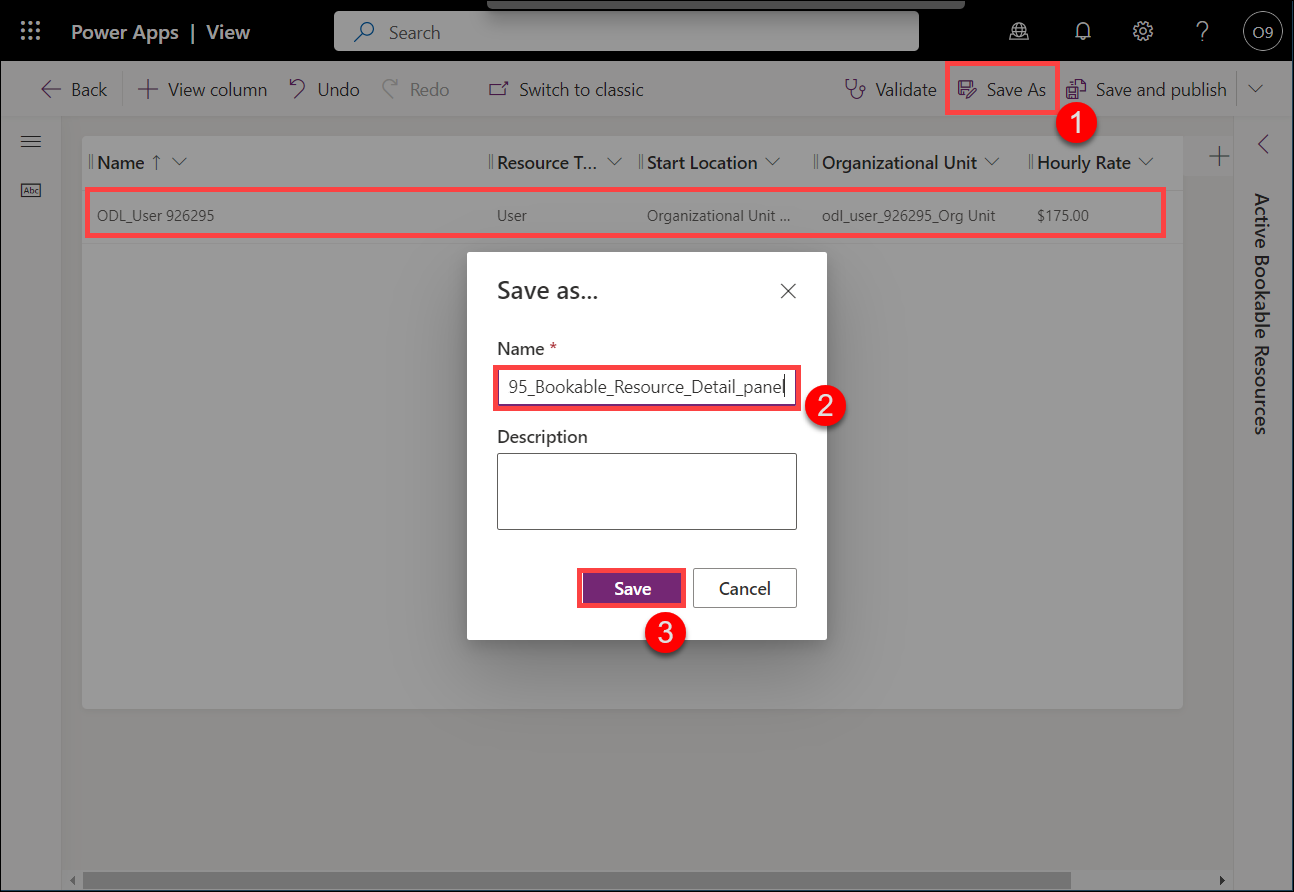 Power Apps | View
Search
O9
Back
View column
Undo
Redo
Switch to classic
Validate
Save As
Save and publish
1
Name
Resource T...
Start Location
Organizational Unit
Hourly Rate
Abc
ODL_User 926295
User
Organizational Unit ...
odl_user_926295_Org Unit
$175.00
Active Bookable Resources
Save as...
Name *
95_Bookable_Resource_Detail_panel
2
Description
Save
Cancel
3